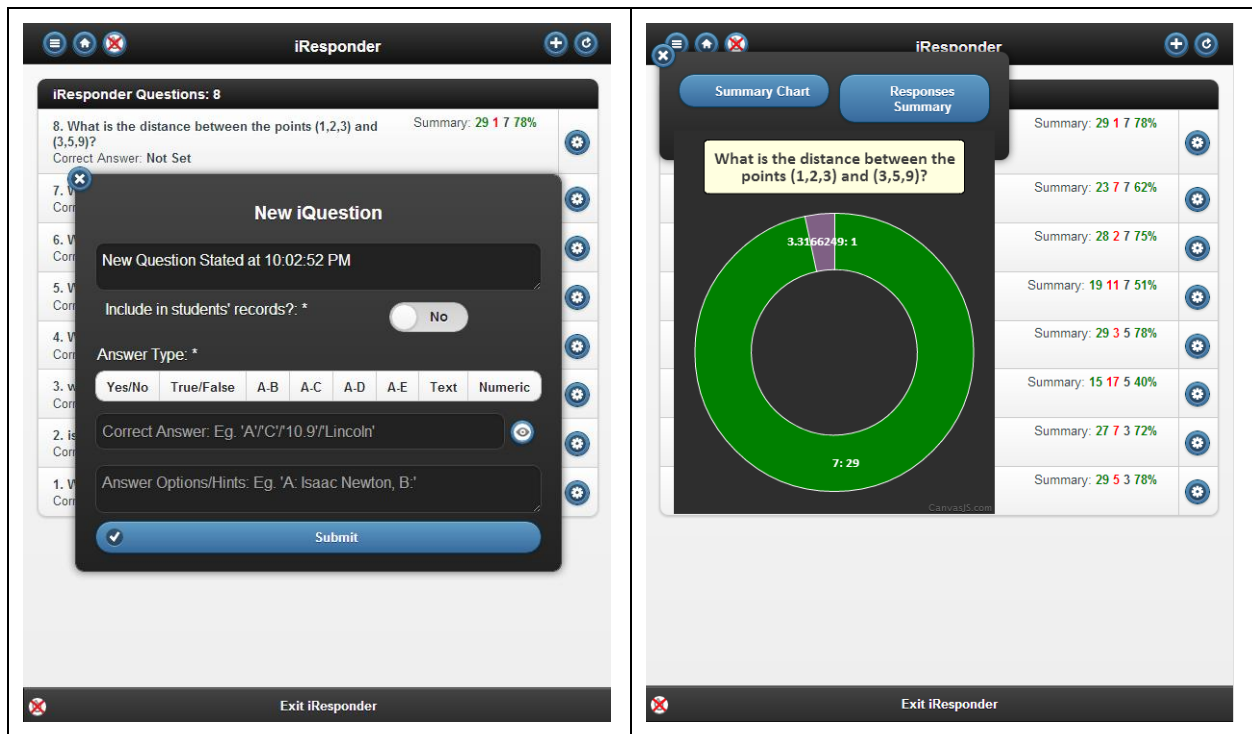 iResponder
iResponder Questions: 8
8. What is the distance between the points (1,2,3) and
(3,5,9)?
Correct Answer: Not Set
Summary: 29 1 7 78%
7. W
Corr
6. W
Corr
5. W
Corr
4. W
Corr
3. w
Corr
2. is
Corr
1. W
Corr
New iQuestion
New Question Stated at 10:02:52 PM
Include in students' records?: *
No
Answer Type: *
Yes/No True/False A-B A-C A-D A-E Text Numeric
Correct Answer: Eg. 'A'/'C'/'10.9'/'Lincoln'
Answer Options/Hints: Eg. 'A: Isaac Newton, B:'
Submit
Exit iResponder
iResponder
Summary Chart
Responses
Summary
What is the distance between the
points (1,2,3) and (3,5,9)?
3.3166249: 1
7: 29
CanvasJS.com
Summary: 29 1 7 78%
Summary: 23 7 7 62%
Summary: 28 2 7 75%
Summary: 19 11 7 51%
Summary: 29 3 5 78%
Summary: 15 17 5 40%
Summary: 27 7 3 72%
Summary: 29 5 3 78%
Exit iResponder